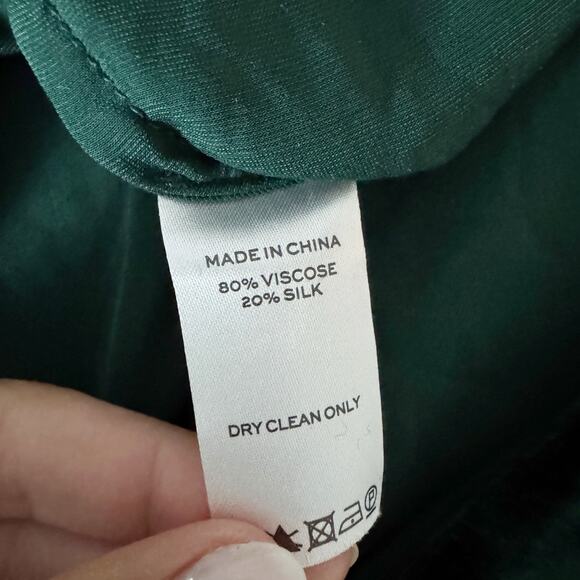 MADE IN CHINA
80% VISCOSE
20% SILK
DRY CLEAN ONLY
P